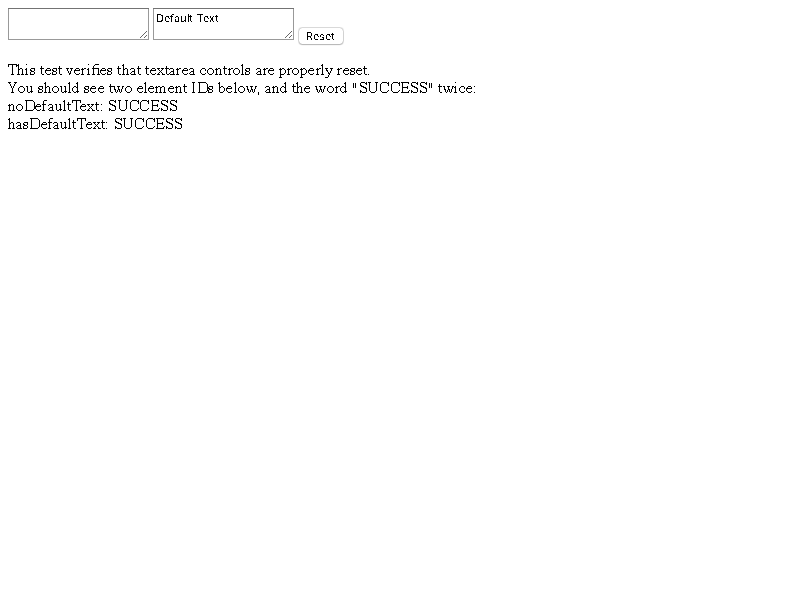 Default Text
Reset
This test verifies that textarea controls are properly reset.
You should see two element IDs below, and the word "SUCCESS" twice:
noDefaultText: SUCCESS
hasDefaultText: SUCCESS